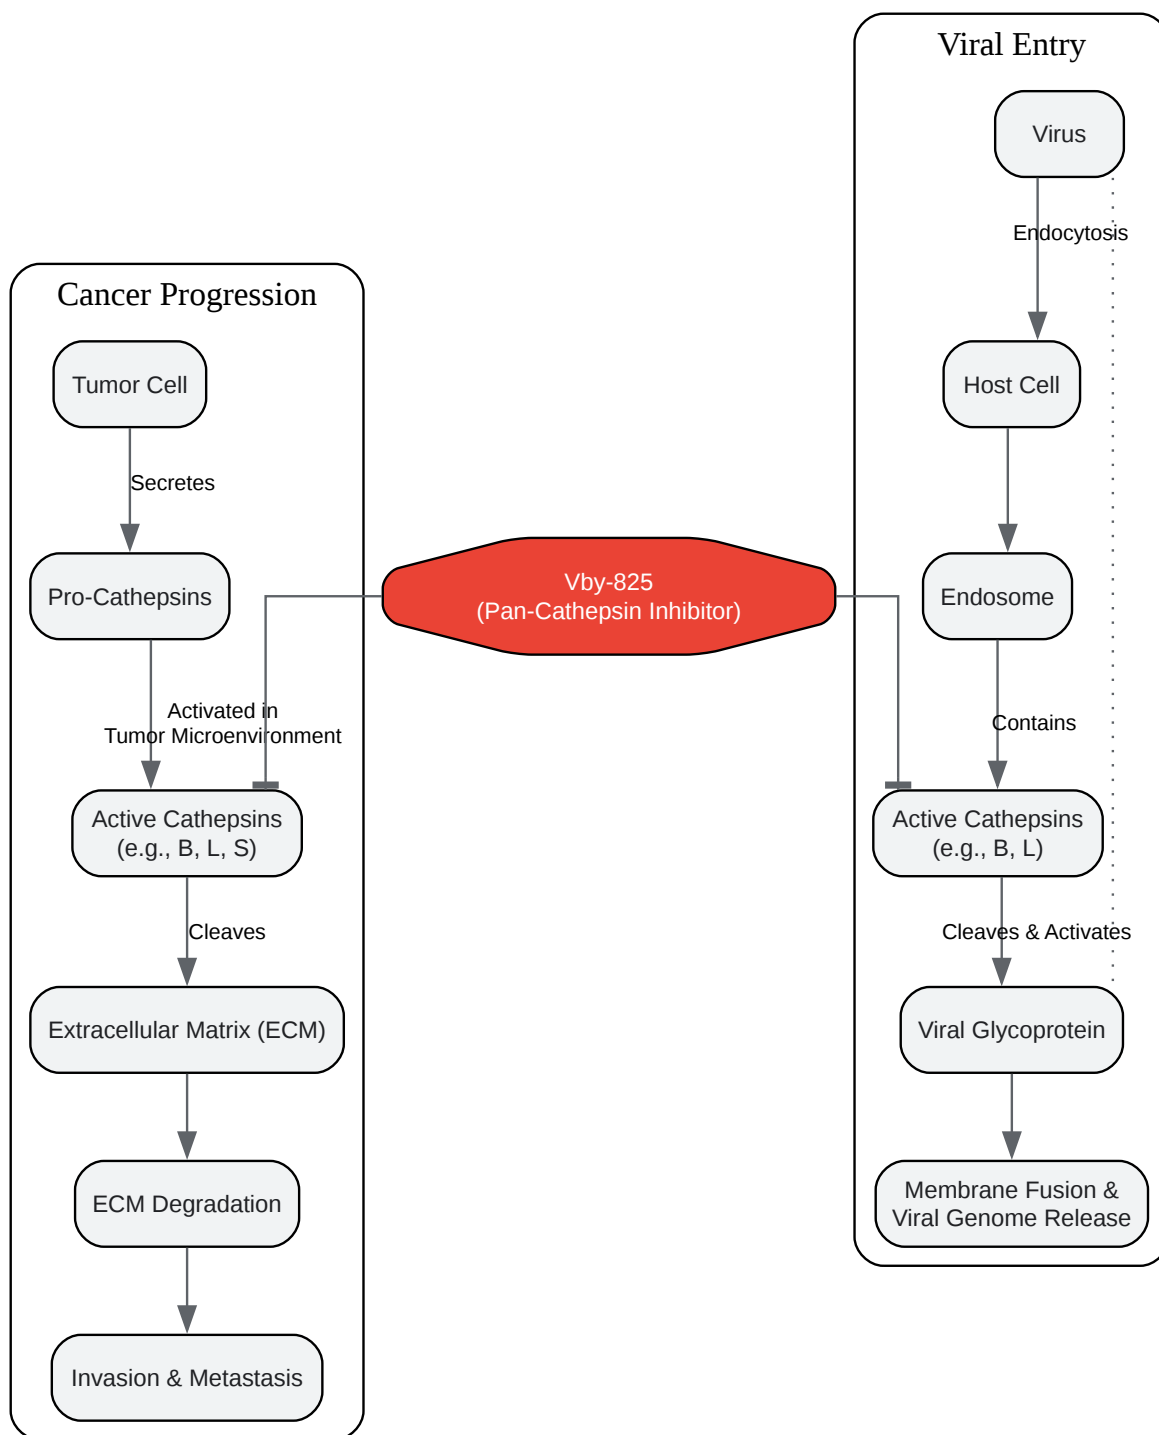 Viral Entry
Virus
Endocytosis
Host Cell
Endosome
Contains
Active Cathepsins
(e.g., B, L)
Cleaves & Activates
Viral Glycoprotein
Membrane Fusion &
Viral Genome Release
Cancer Progression
Tumor Cell
Secretes
Pro-Cathepsins
Activated in
Tumor Microenvironment
Active Cathepsins
(e.g., B, L, S)
Cleaves
Extracellular Matrix (ECM)
ECM Degradation
Invasion & Metastasis
Vby-825
(Pan-Cathepsin Inhibitor)